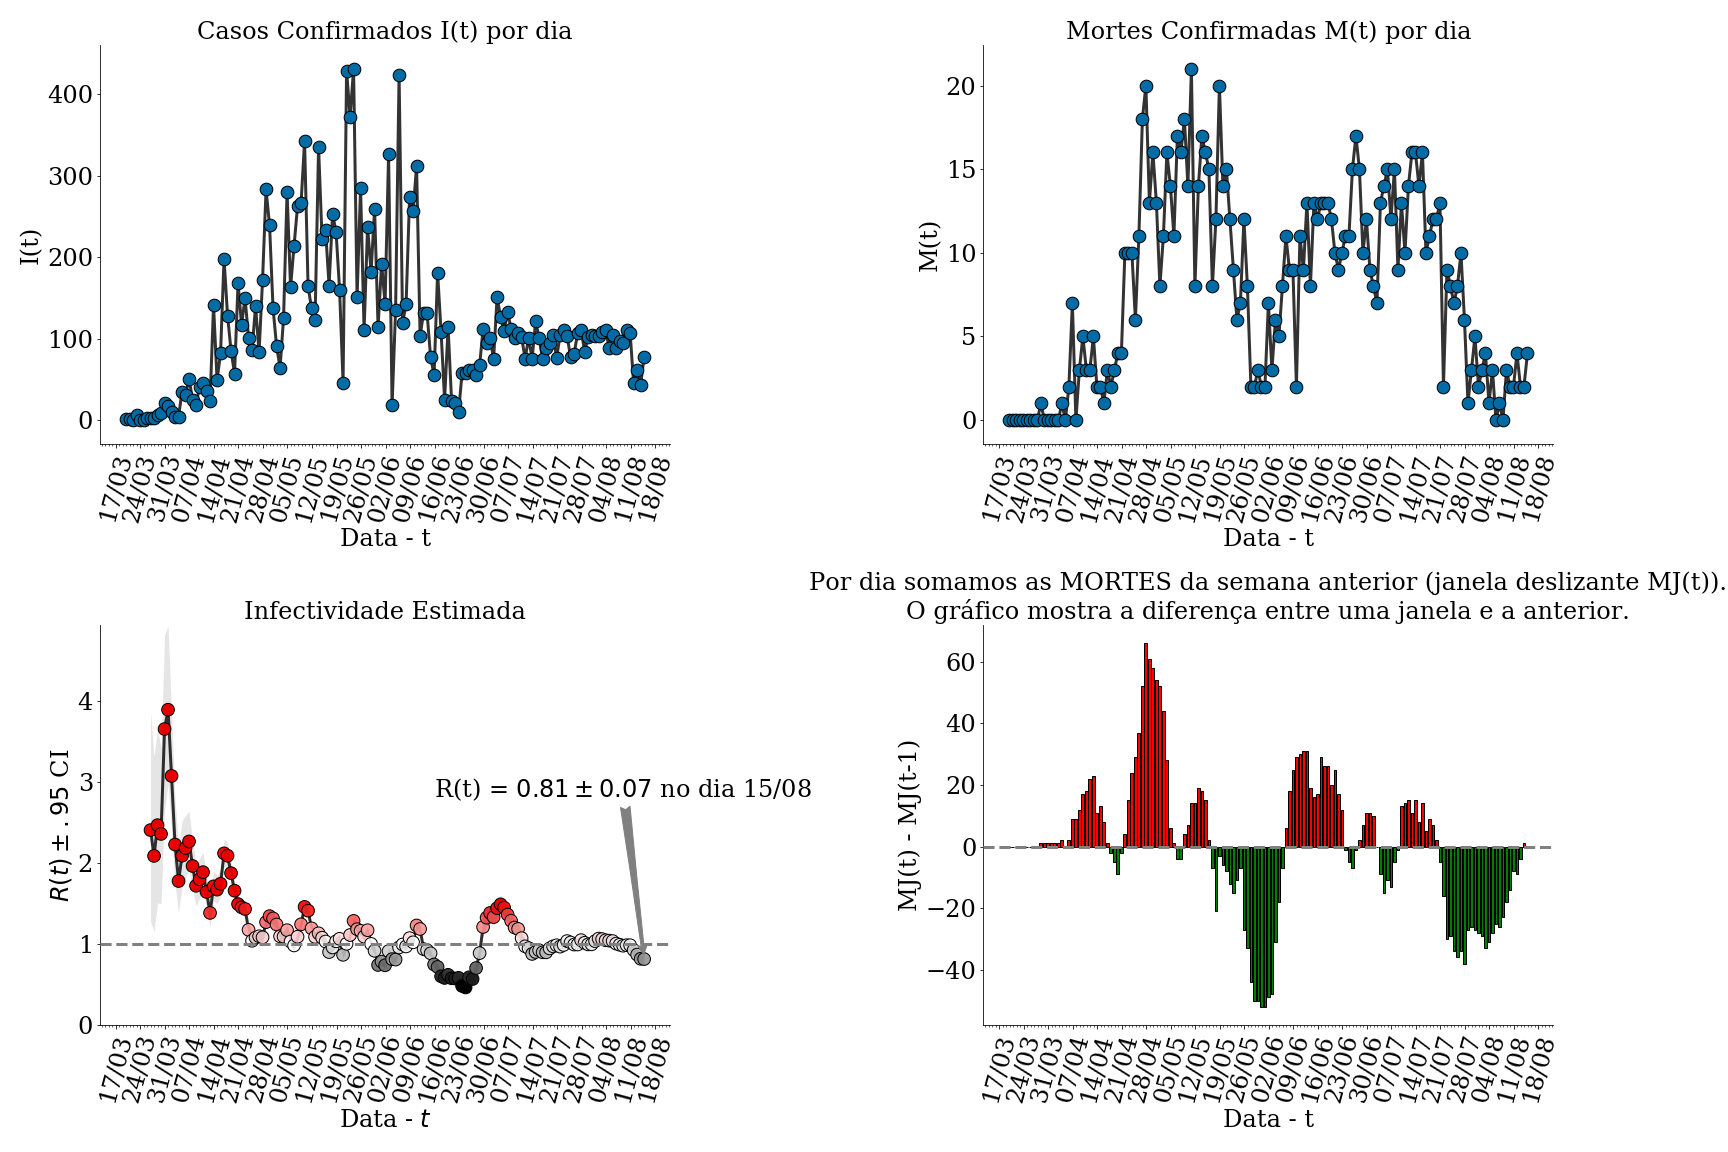 Casos Confirmados I(t) por dia
I(t)
400
300
200
100
0
17/03 24/03 31/03 07/04 14/04 21/04 28/04 05/05 12/05 19/05 26/05 02/06 09/06 16/06 23/06 30/06 07/07 14/07 21/07 28/07 04/08 11/08 18/08
Data - t
Mortes Confirmadas M(t) por dia
M(t)
20
15
10
5
0
17/03 24/03 31/03 07/04 14/04 21/04 28/04 05/05 12/05 19/05 26/05 02/06 09/06 16/06 23/06 30/06 07/07 14/07 21/07 28/07 04/08 11/08 18/08
Data - t
Infectividade Estimada
R(t) ± .95 CI
4
3
2
1
0
R(t) = 0.81 ± 0.07 no dia 15/08
17/03 24/03 31/03 07/04 14/04 21/04 28/04 05/05 12/05 19/05 26/05 02/06 09/06 16/06 23/06 30/06 07/07 14/07 21/07 28/07 04/08 11/08 18/08
Data - t
Por dia somamos as MORTES da semana anterior (janela deslizante MJ(t)).
O gráfico mostra a diferença entre uma janela e a anterior.
MJ(t) - MJ(t-1)
60
40
20
0
−20
−40
17/03 24/03 31/03 07/04 14/04 21/04 28/04 05/05 12/05 19/05 26/05 02/06 09/06 16/06 23/06 30/06 07/07 14/07 21/07 28/07 04/08 11/08 18/08
Data - t